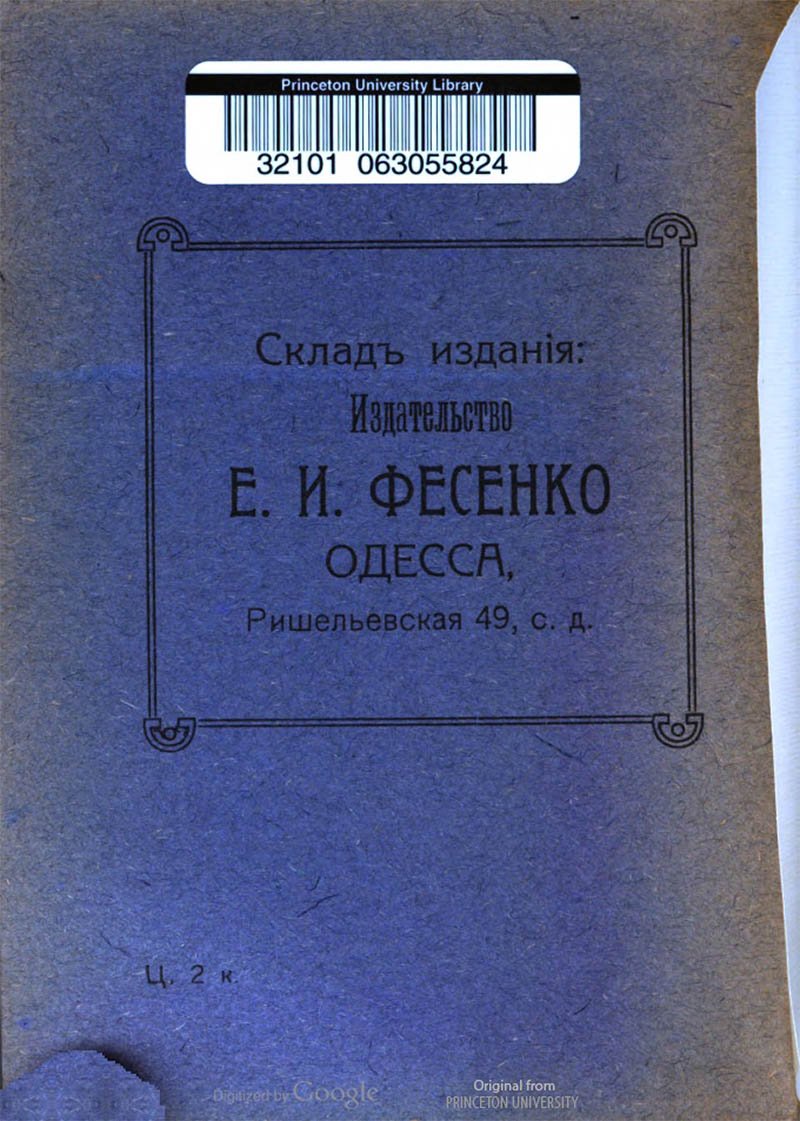 Princeton University Library
32101 063055824
Складъ изданія:
Издательство
Е. И. ФЕСЕНКО
ОДЕССА,
Ришельевская 49, с. д.
Ц. 2 к.
Digitized by Google
Original from
PRINCETON UNIVERSITY